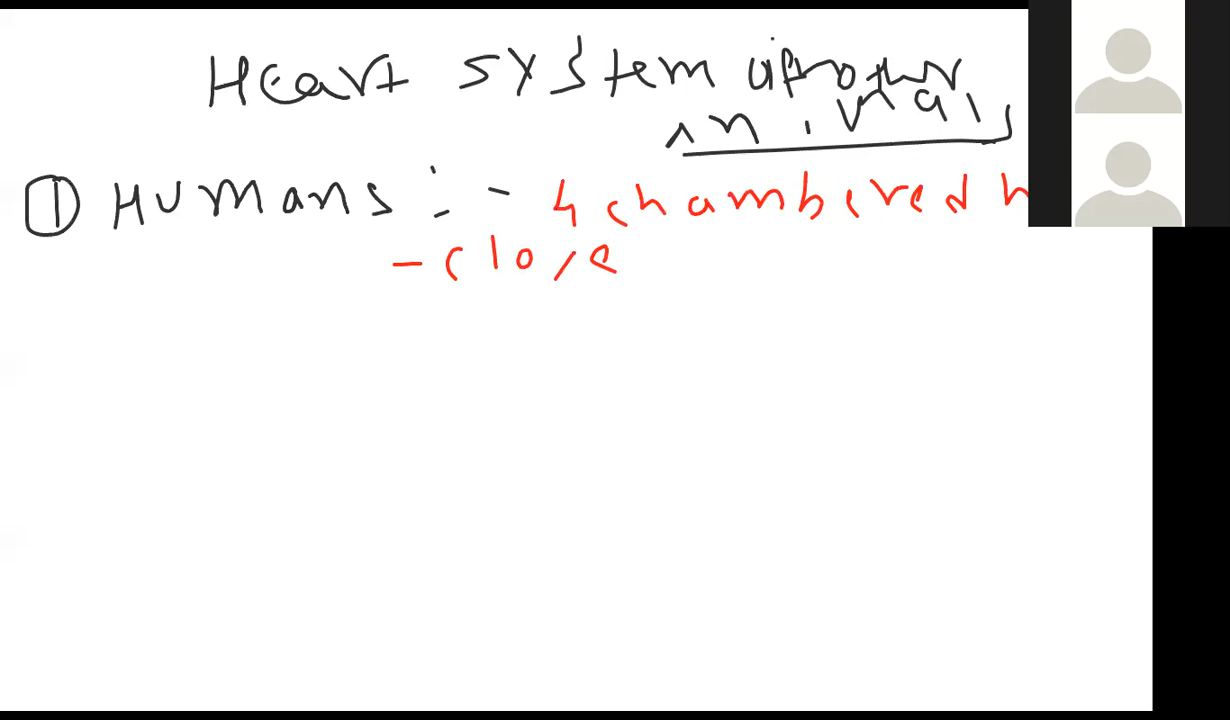 Heart system of other
animals
① Humans :- 4 chambered h
- close